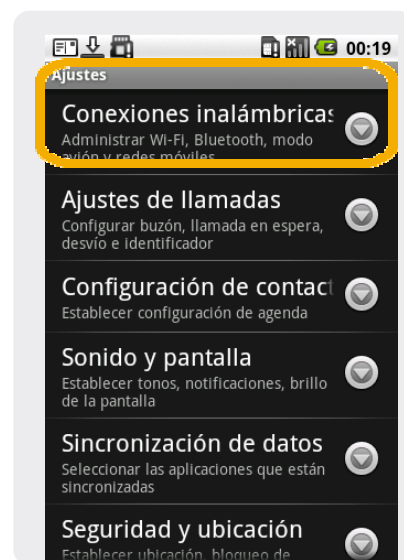 00:19
Ajustes
Conexiones inalámbricas
Administrar Wi-Fi, Bluetooth, modo
avión y redes móviles
Ajustes de llamadas
Configurar buzón, llamada en espera,
desvío e identificador
Configuración de contact
Establecer configuración de agenda
Sonido y pantalla
Establecer tonos, notificaciones, brillo
de la pantalla
Sincronización de datos
Seleccionar las aplicaciones que están
sincronizadas
Seguridad y ubicación
Establecer ubicación, bloqueo de